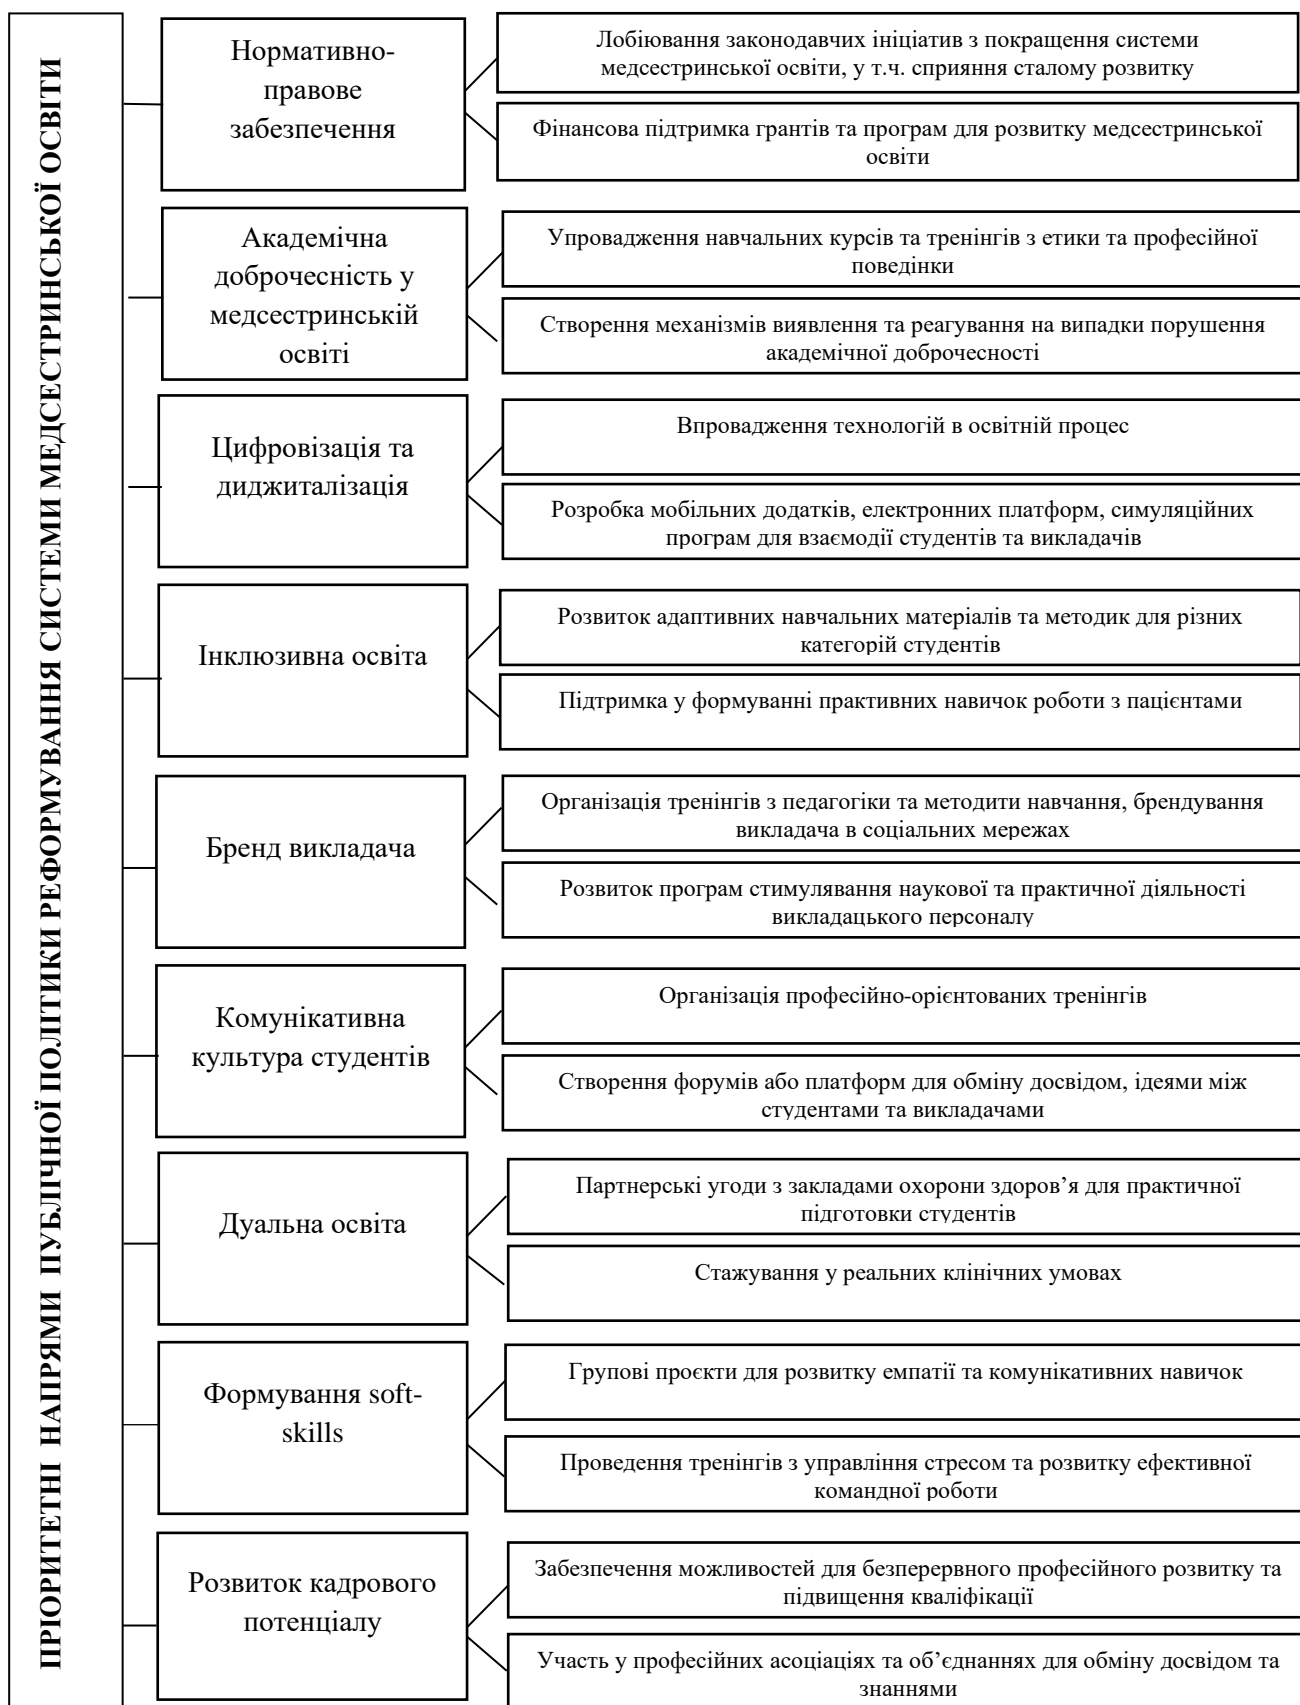 ПРІОРИТЕТНІ НАПРЯМИ ПУБЛІЧНОЇ ПОЛІТИКИ РЕФОРМУВАННЯ СИСТЕМИ МЕДСЕСТРИНСЬКОЇ ОСВІТИ
Нормативно-
правове
забезпечення
Лобіювання законодавчих ініціатив з покращення системи
медсестринської освіти, у т.ч. сприяння сталому розвитку
Фінансова підтримка грантів та програм для розвитку медсестринської
освіти
Академічна
доброчесність у
медсестринській
освіті
Упровадження навчальних курсів та тренінгів з етики та професійної
поведінки
Створення механізмів виявлення та реагування на випадки порушення
академічної доброчесності
Цифровізація та
диджиталізація
Впровадження технологій в освітній процес
Розробка мобільних додатків, електронних платформ, симуляційних
програм для взаємодії студентів та викладачів
Інклюзивна освіта
Розвиток адаптивних навчальних матеріалів та методик для різних
категорій студентів
Підтримка у формуванні практивних навичок роботи з пацієнтами
Бренд викладача
Організація тренінгів з педагогіки та методити навчання, брендування
викладача в соціальних мережах
Розвиток програм стимулявання наукової та практичної діяльності
викладацького персоналу
Комунікативна
культура студентів
Організація професійно-орієнтованих тренінгів
Створення форумів або платформ для обміну досвідом, ідеями між
студентами та викладачами
Дуальна освіта
Партнерські угоди з закладами охорони здоров’я для практичної
підготовки студентів
Стажування у реальних клінічних умовах
Формування soft-
skills
Групові проєкти для розвитку емпатії та комунікативних навичок
Проведення тренінгів з управління стресом та розвитку ефективної
командної роботи
Розвиток кадрового
потенціалу
Забезпечення можливостей для безперервного професійного розвитку та
підвищення кваліфікації
Участь у професійних асоціаціях та об’єднаннях для обміну досвідом та
знаннями